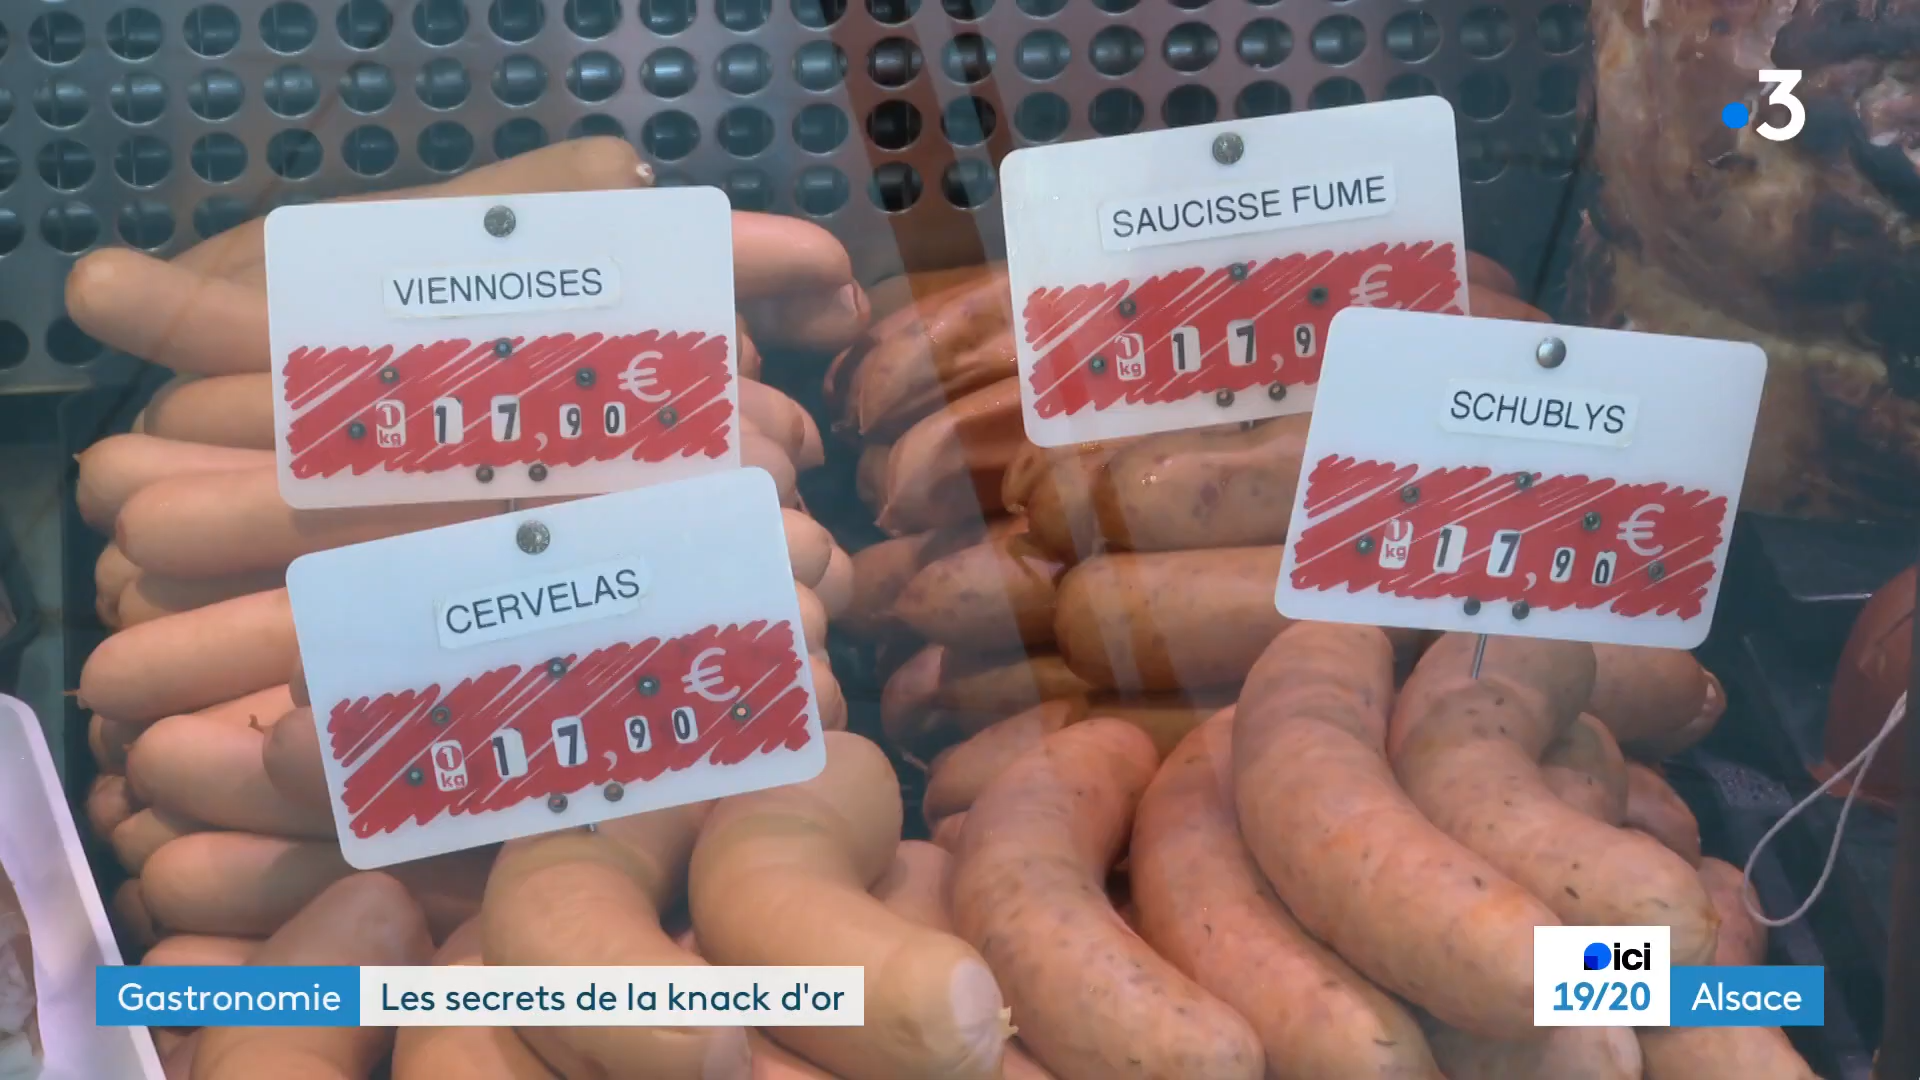 3
VIENNOISES
€
1 kg 17,90
SAUCISSE FUME
€
1 kg 17,9
SCHUBLYS
€
1 kg 17,90
CERVELAS
€
1 kg 17,90
Gastronomie Les secrets de la knack d'or
ici
19/20 Alsace